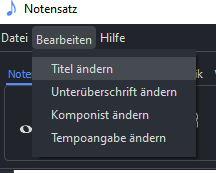 Notensatz
Datei Bearbeiten Hilfe
Titel ändern
Unterüberschrift ändern
Komponist ändern
Tempoangabe ändern